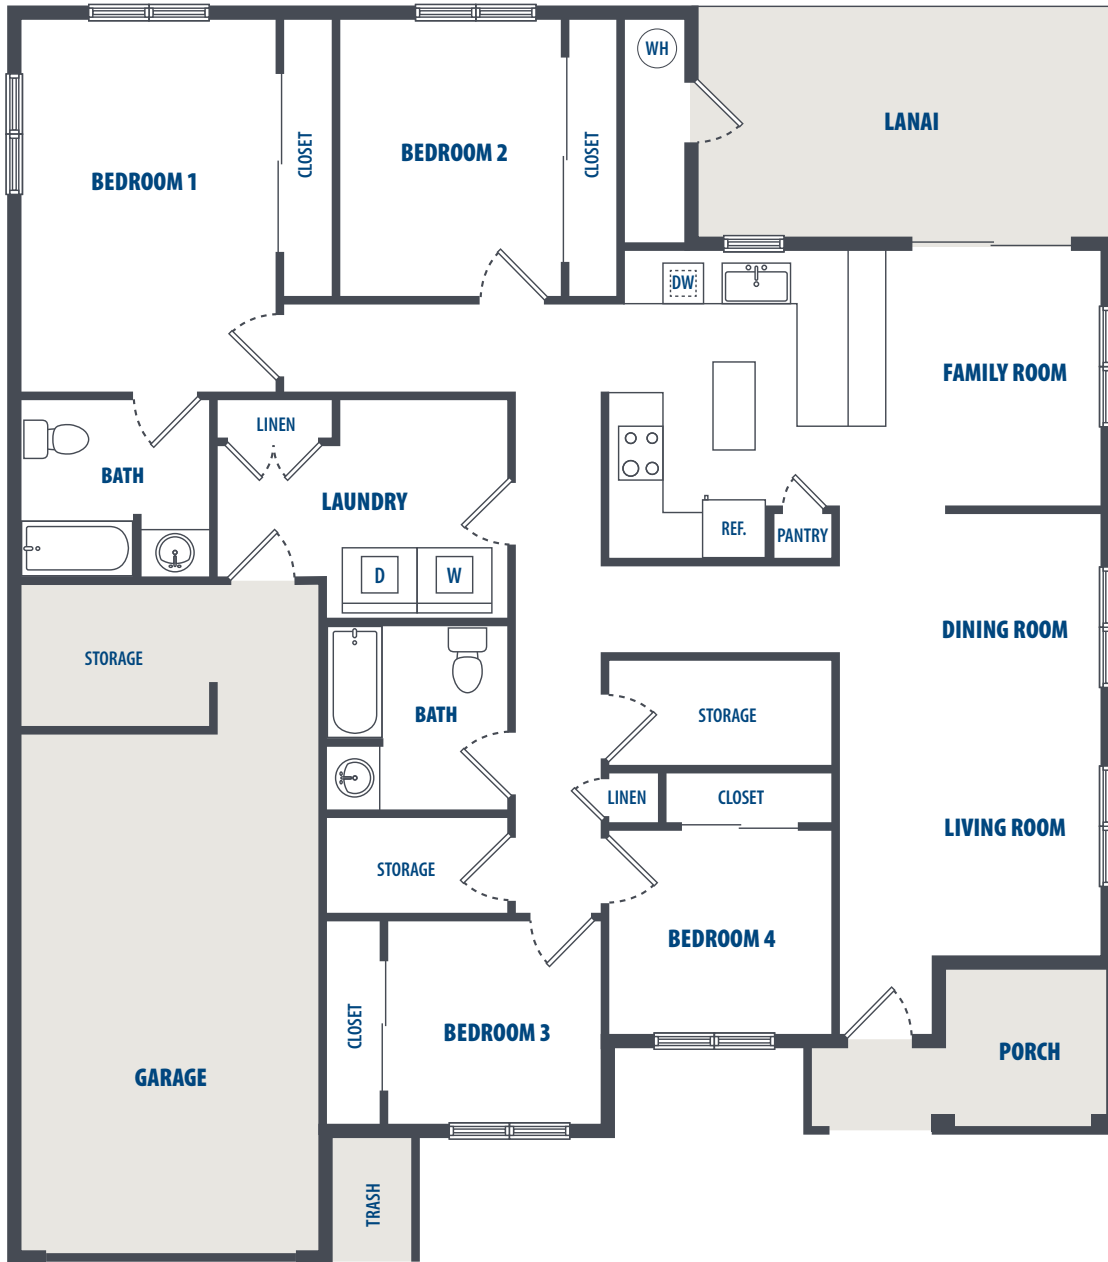 WH
LANAI
CLOSET
BEDROOM 2
CLOSET
BEDROOM 1
DW
FAMILY ROOM
LINEN
BATH
LAUNDRY
REF.
PANTRY
D
W
DINING ROOM
STORAGE
BATH
STORAGE
LINEN
CLOSET
LIVING ROOM
STORAGE
BEDROOM 4
CLOSET
BEDROOM 3
PORCH
GARAGE
TRASH